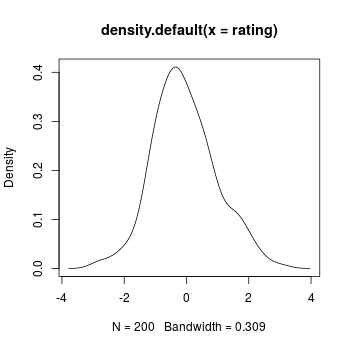 density.default(x = rating)
Density
0.0 0.1 0.2 0.3 0.4
-4 -2 0 2 4
N = 200 Bandwidth = 0.309